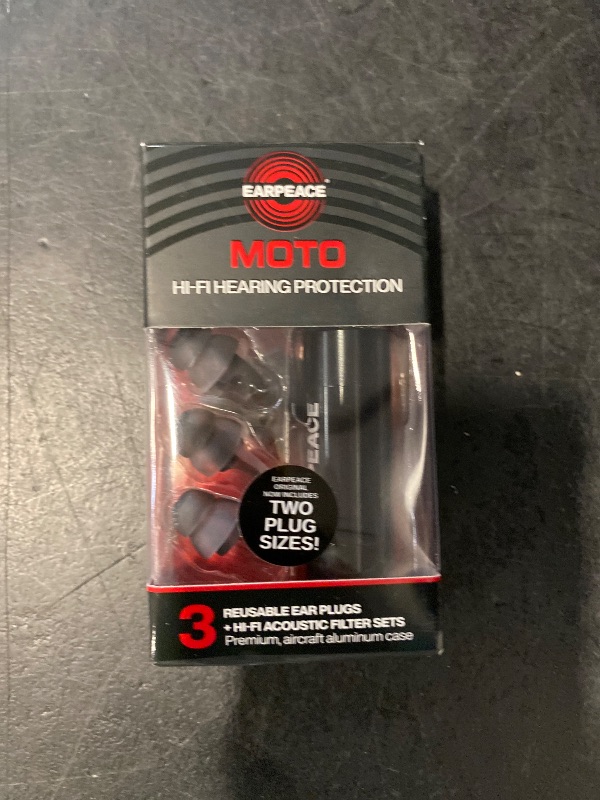 EARPEACE
MOTO
HI-FI HEARING PROTECTION
PEACE
EARPEACE
ORIGINAL
NOW INCLUDES
TWO
PLUG
SIZES!
3 REUSABLE EAR PLUGS
+ HI-FI ACOUSTIC FILTER SETS
Premium, aircraft aluminum case